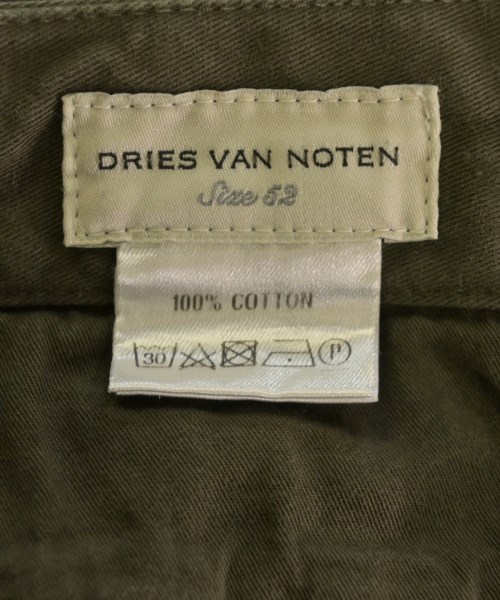 DRIES VAN NOTEN
Size 52
100% COTTON
30 P